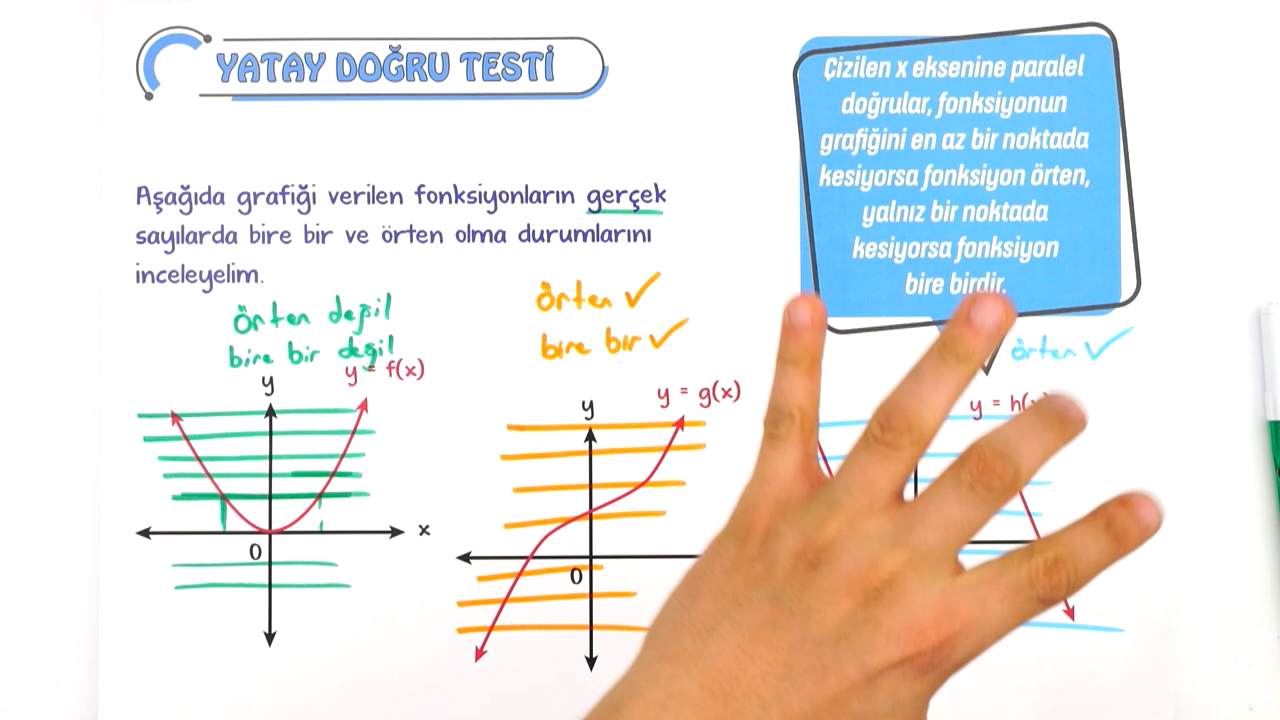 YATAY DOĞRU TESTİ
Çizilen x eksenine paralel
doğrular, fonksiyonun
grafiğini en az bir noktada
kesiyorsa fonksiyon örten,
yalnız bir noktada
kesiyorsa fonksiyon
bire birdir.
Aşağıda grafiği verilen fonksiyonların gerçek
sayılarda bire bir ve örten olma durumlarını
inceleyelim.
örten değil
bire bir değil
y = f(x)
y
x
0
örten ✓
bire bir ✓
y = g(x)
y
0
örten ✓
y = h(